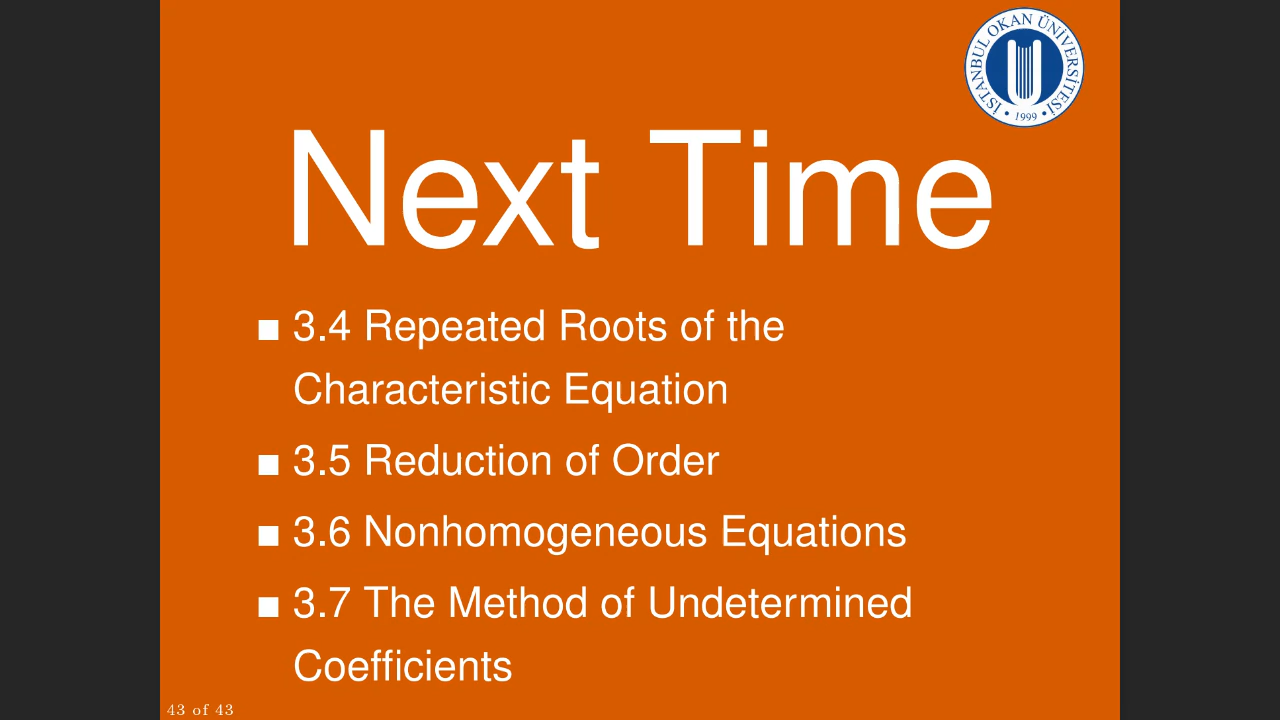 İSTANBUL OKAN ÜNİVERSİTESİ
• 1999 •
Next Time
■ 3.4 Repeated Roots of the
Characteristic Equation
■ 3.5 Reduction of Order
■ 3.6 Nonhomogeneous Equations
■ 3.7 The Method of Undetermined
Coefficients
43 of 43